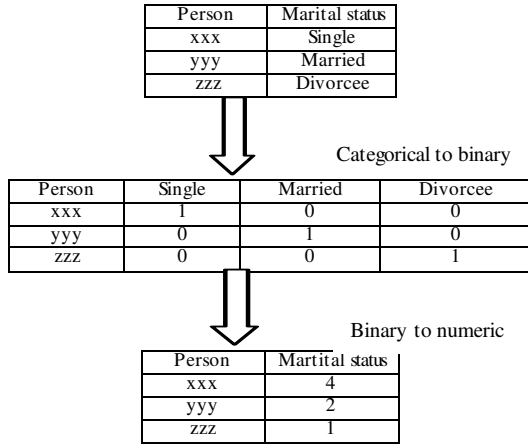 Person Marital status
xxx Single
yyy Married
zzz Divorcee
Categorical to binary
Person Single Married Divorcee
xxx 1 0 0
yyy 0 1 0
zzz 0 0 1
Binary to numeric
Person Martital status
xxx 4
yyy 2
zzz 1